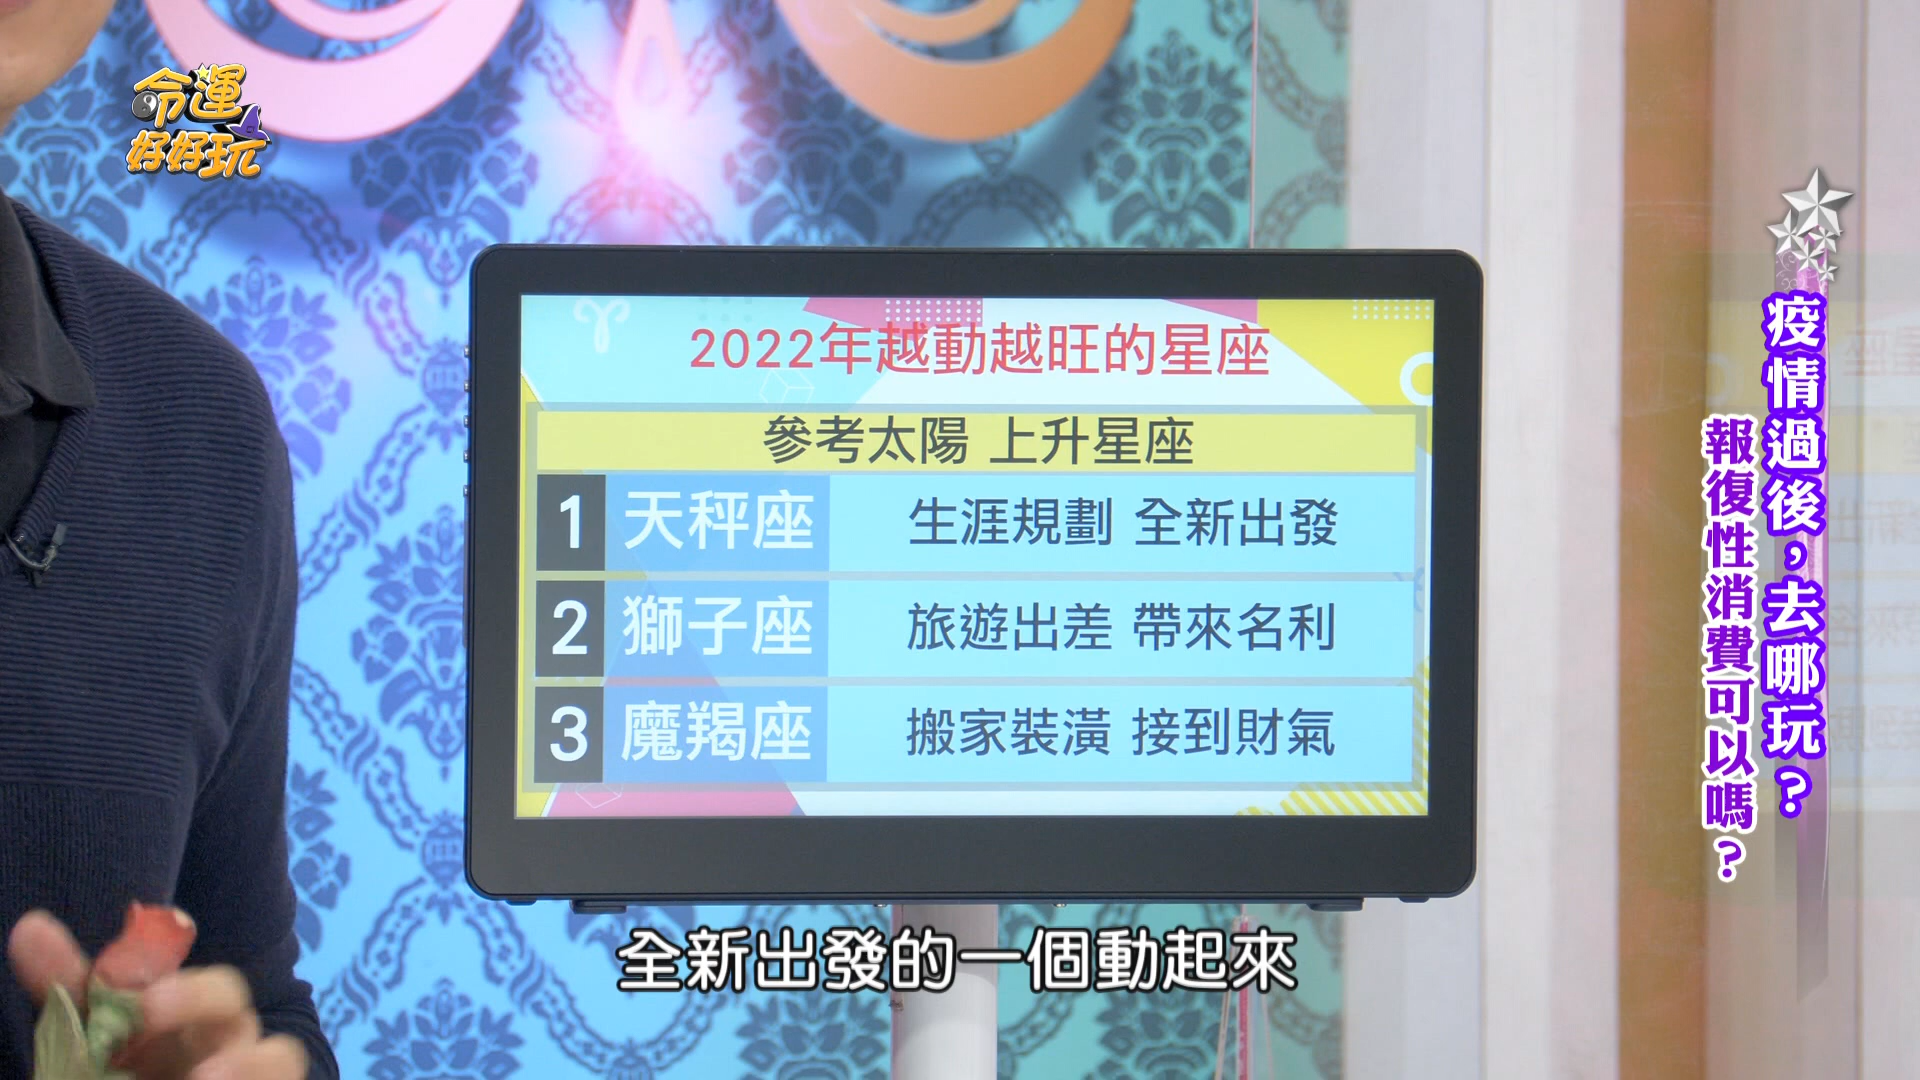 命運
好好玩
2022年越動越旺的星座
參考太陽 上升星座
1 天秤座 生涯規劃 全新出發
2 獅子座 旅遊出差 帶來名利
3 魔羯座 搬家裝潢 接到財氣
疫情過後，去哪玩？
報復性消費可以嗎？
全新出發的一個動起來